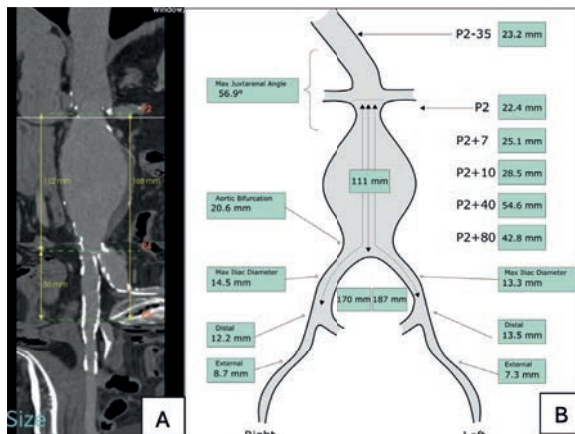 Window
P2
112 mm
168 mm
56 mm
Size
A
P2-35 23.2 mm
Max Juxtarenal Angle
56.9°
P2 22.4 mm
P2+7 25.1 mm
P2+10 28.5 mm
111 mm
P2+40 54.6 mm
Aortic Bifurcation
20.6 mm
P2+80 42.8 mm
Max Iliac Diameter
14.5 mm
Max Iliac Diameter
13.3 mm
170 mm 187 mm
Distal
12.2 mm
Distal
13.5 mm
External
8.7 mm
External
7.3 mm
Right
Left
B